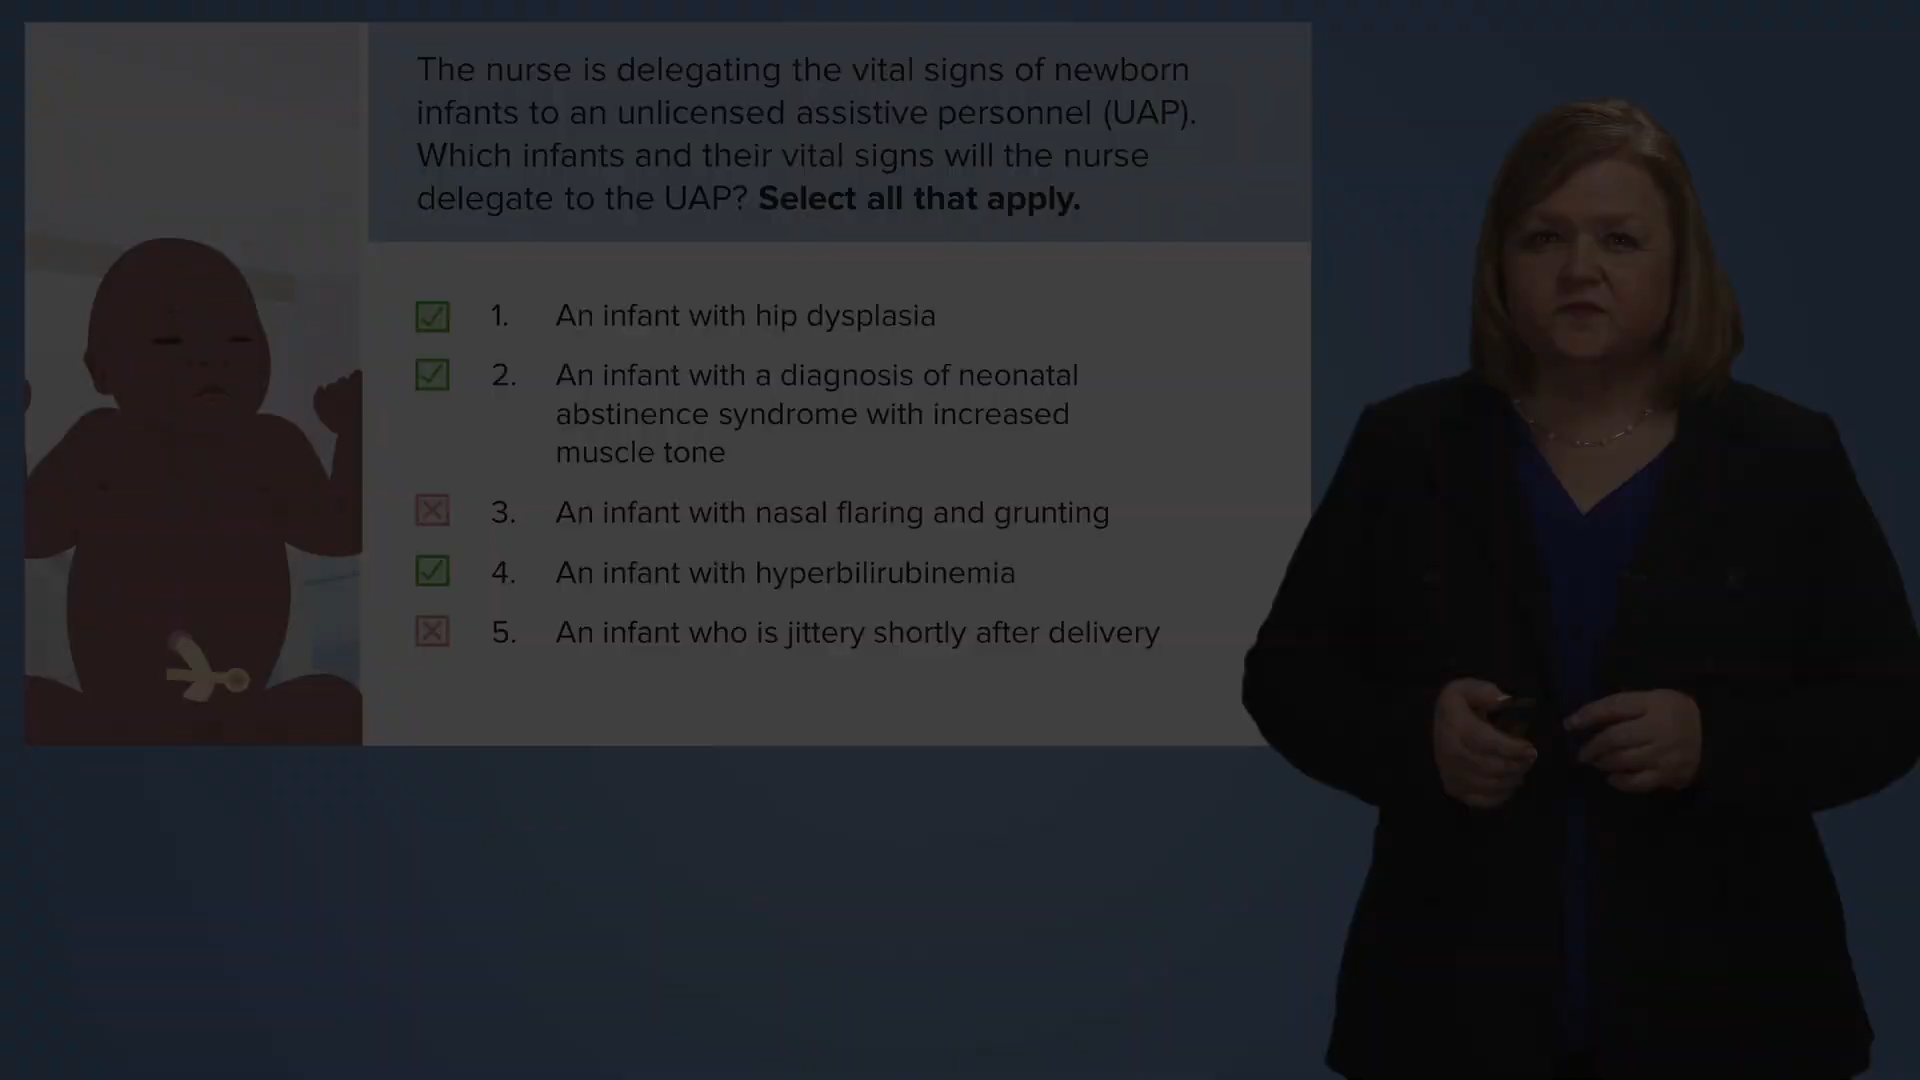 The nurse is delegating the vital signs of newborn
infants to an unlicensed assistive personnel (UAP).
Which infants and their vital signs will the nurse
delegate to the UAP? Select all that apply.
1. An infant with hip dysplasia
2. An infant with a diagnosis of neonatal
abstinence syndrome with increased
muscle tone
3. An infant with nasal flaring and grunting
4. An infant with hyperbilirubinemia
5. An infant who is jittery shortly after delivery